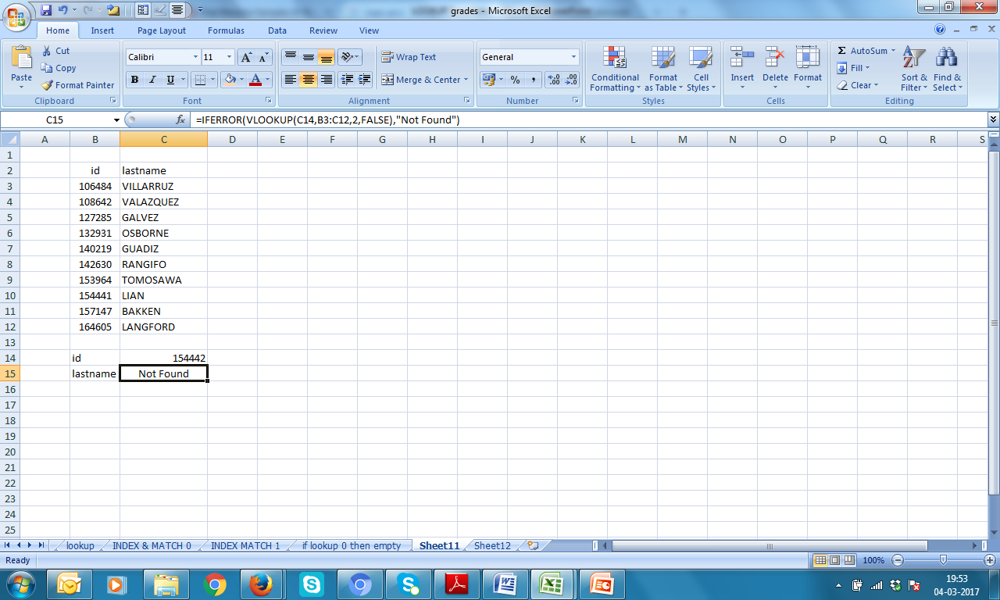 grades - Microsoft Excel
Home Insert Page Layout Formulas Data Review View
Paste
Cut
Copy
Format Painter
Clipboard
Calibri 11
B I U
Font
Wrap Text
Merge & Center
Alignment
General
% ,
Number
Conditional Formatting
Format as Table
Cell Styles
Styles
Insert Delete Format
Cells
Σ AutoSum
Fill
Clear
Sort & Filter
Find & Select
Editing
C15 fx =IFERROR(VLOOKUP(C14,B3:C12,2,FALSE),"Not Found")
A B C D E F G H I J K L M N O P Q R S
1
2 id lastname
3 106484 VILLARRUZ
4 108642 VALAZQUEZ
5 127285 GALVEZ
6 132931 OSBORNE
7 140219 GUADIZ
8 142630 RANGIFO
9 153964 TOMOSAWA
10 154441 LIAN
11 157147 BAKKEN
12 164605 LANGFORD
13
14 id 154442
15 lastname Not Found
16
17
18
19
20
21
22
23
24
25
lookup INDEX & MATCH 0 INDEX MATCH 1 if lookup 0 then empty Sheet11 Sheet12
Ready 100%
19:53
04-03-2017